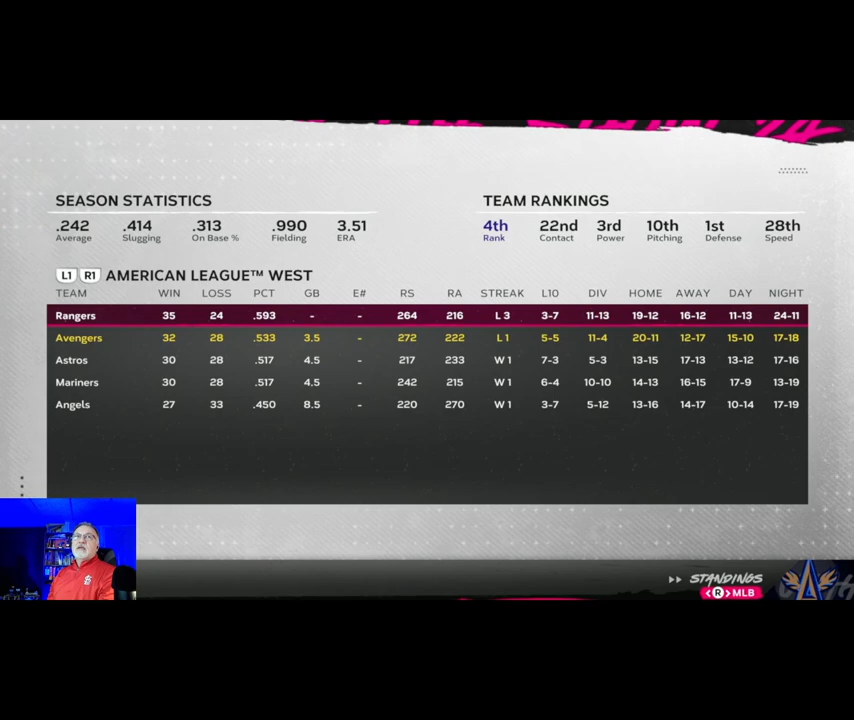 SEASON STATISTICS
.242 .414 .313 .990 3.51
Average Slugging On Base % Fielding ERA
TEAM RANKINGS
4th 22nd 3rd 10th 1st 28th
Rank Contact Power Pitching Defense Speed
L1 R1 AMERICAN LEAGUE™ WEST
TEAM WIN LOSS PCT GB E# RS RA STREAK L10 DIV HOME AWAY DAY NIGHT
Rangers 35 24 .593 - - 264 216 L 3 3-7 11-13 19-12 16-12 11-13 24-11
Avengers 32 28 .533 3.5 - 272 222 L 1 5-5 11-4 20-11 12-17 15-10 17-18
Astros 30 28 .517 4.5 - 217 233 W 1 7-3 5-3 13-15 17-13 13-12 17-16
Mariners 30 28 .517 4.5 - 242 215 W 1 6-4 10-10 14-13 16-15 17-9 13-19
Angels 27 33 .450 8.5 - 220 270 W 1 3-7 5-12 13-16 14-17 10-14 17-19
STANDINGS
R MLB